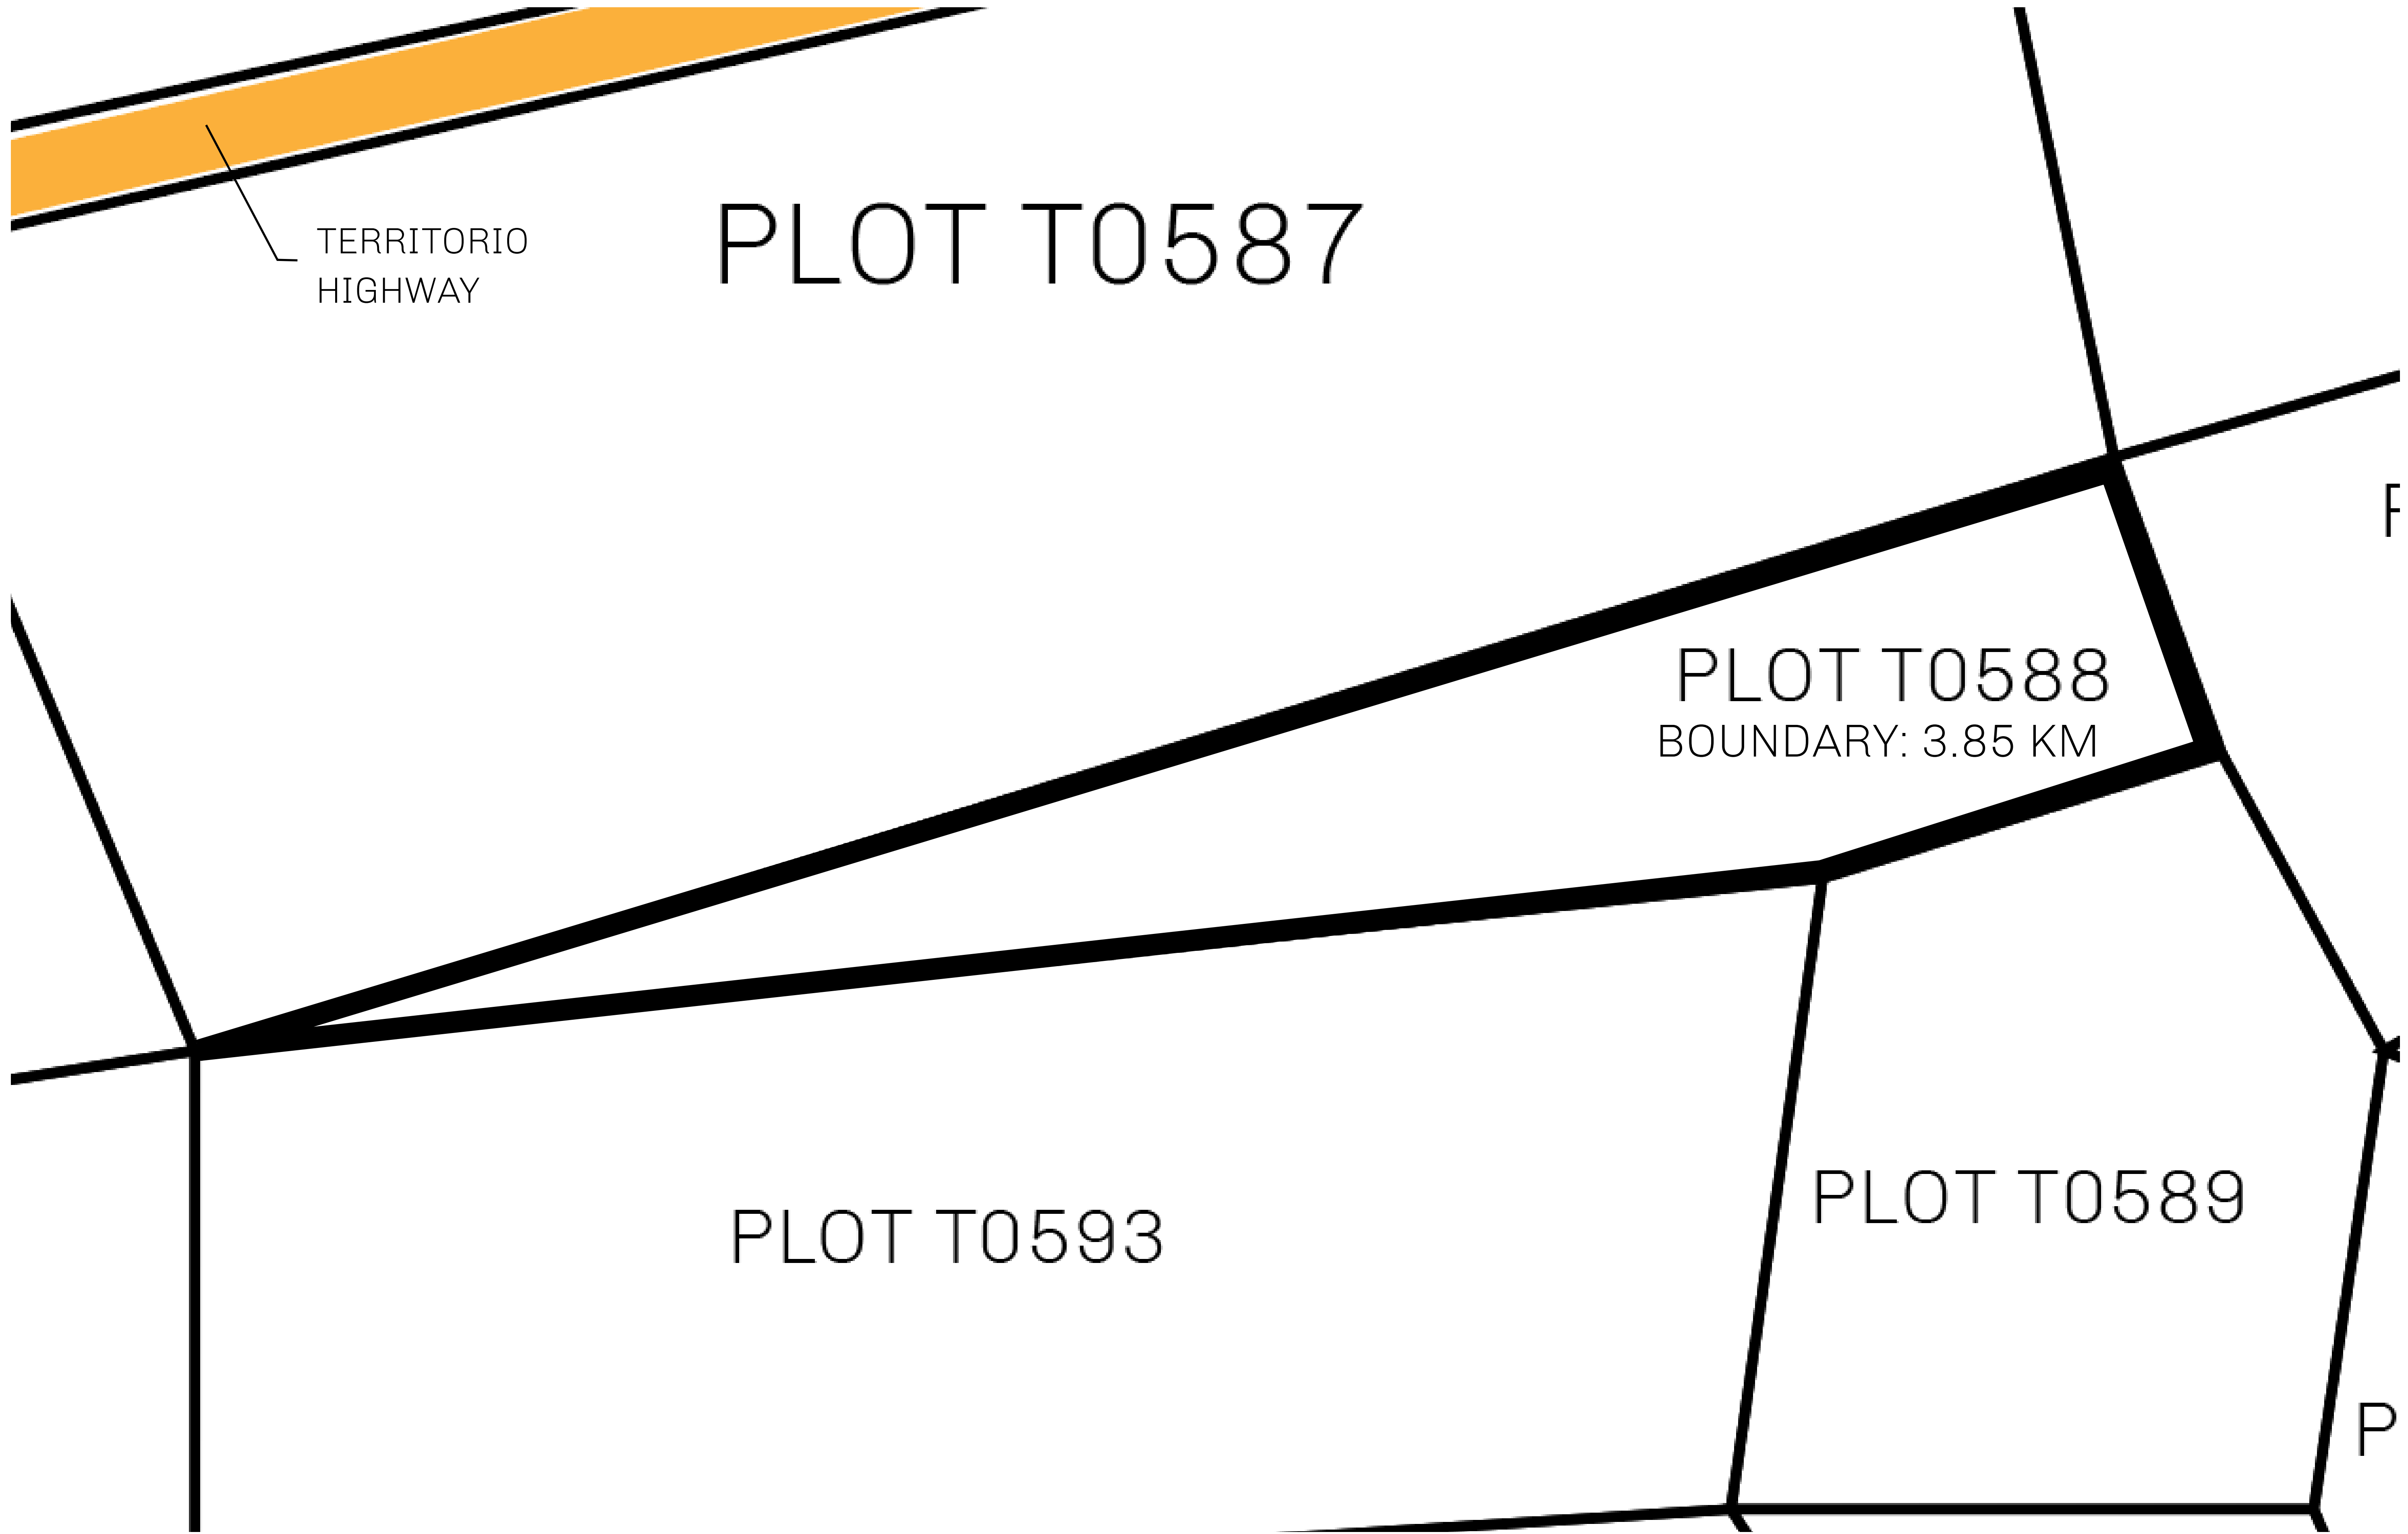 TERRITORIO
HIGHWAY
PLOT T0587
PLOT T0588
BOUNDARY: 3.85 KM
PLOT T0589
PLOT T0593
P